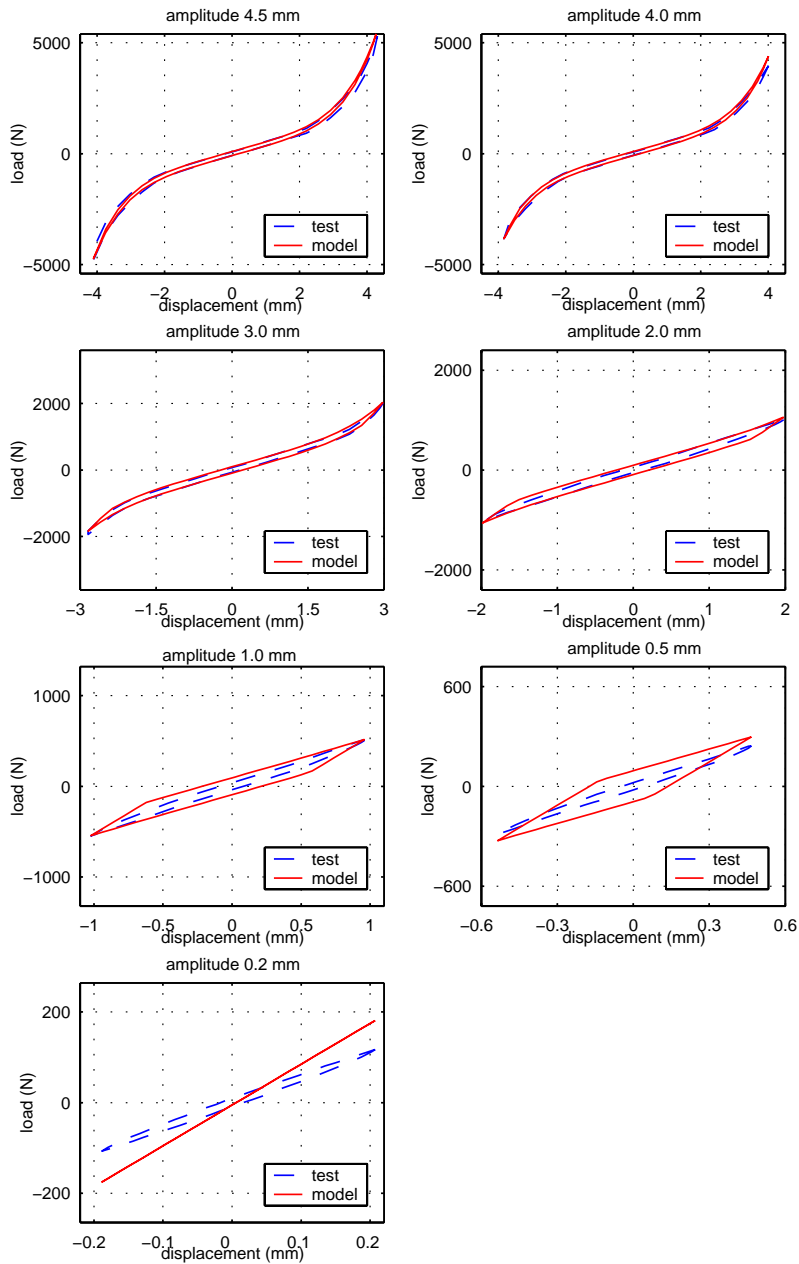 amplitude 4.5 mm
5000
0
−5000
load (N)
−4
−2
0
2
4
displacement (mm)
test
model
amplitude 4.0 mm
5000
0
−5000
load (N)
−4
−2
0
2
4
displacement (mm)
test
model
amplitude 3.0 mm
2000
0
−2000
load (N)
−3
−1.5
0
1.5
3
displacement (mm)
test
model
amplitude 2.0 mm
2000
0
−2000
load (N)
−2
−1
0
1
2
displacement (mm)
test
model
amplitude 1.0 mm
1000
0
−1000
load (N)
−1
−0.5
0
0.5
1
displacement (mm)
test
model
amplitude 0.5 mm
600
0
−600
load (N)
−0.6
−0.3
0
0.3
0.6
displacement (mm)
test
model
amplitude 0.2 mm
200
0
−200
load (N)
−0.2
−0.1
0
0.1
0.2
displacement (mm)
test
model